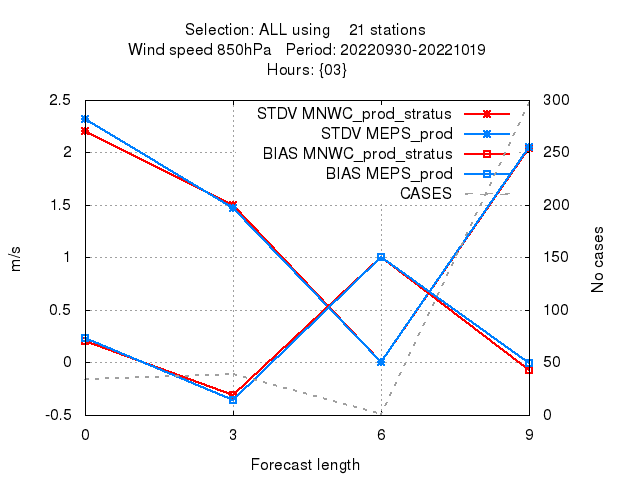 Selection: ALL using 21 stations
Wind speed 850hPa Period: 20220930-20221019
Hours: {03}
2.5
2
1.5
1
0.5
0
-0.5
m/s
STDV MNWC_prod_stratus
STDV MEPS_prod
BIAS MNWC_prod_stratus
BIAS MEPS_prod
CASES
300
250
200
150
100
50
0
No cases
0 3 6 9
Forecast length